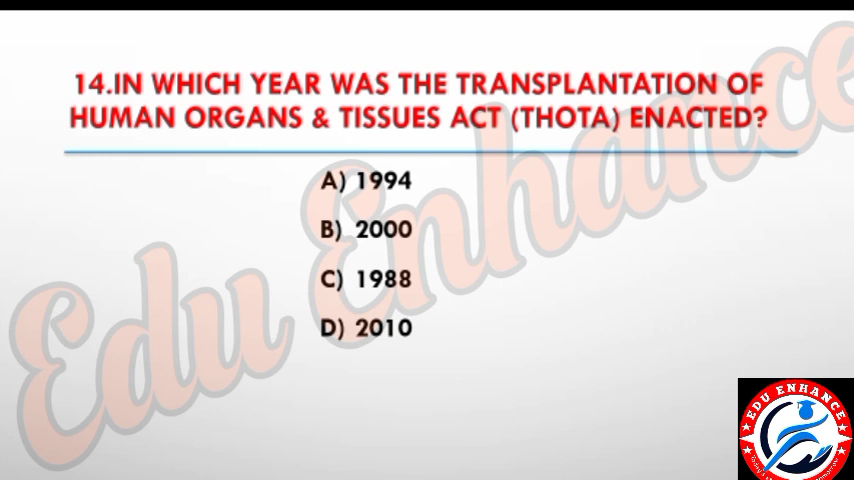 14.IN WHICH YEAR WAS THE TRANSPLANTATION OF
HUMAN ORGANS & TISSUES ACT (THOTA) ENACTED?
A) 1994
B) 2000
C) 1988
D) 2010
Edu Enhance
EDU ENHANCE